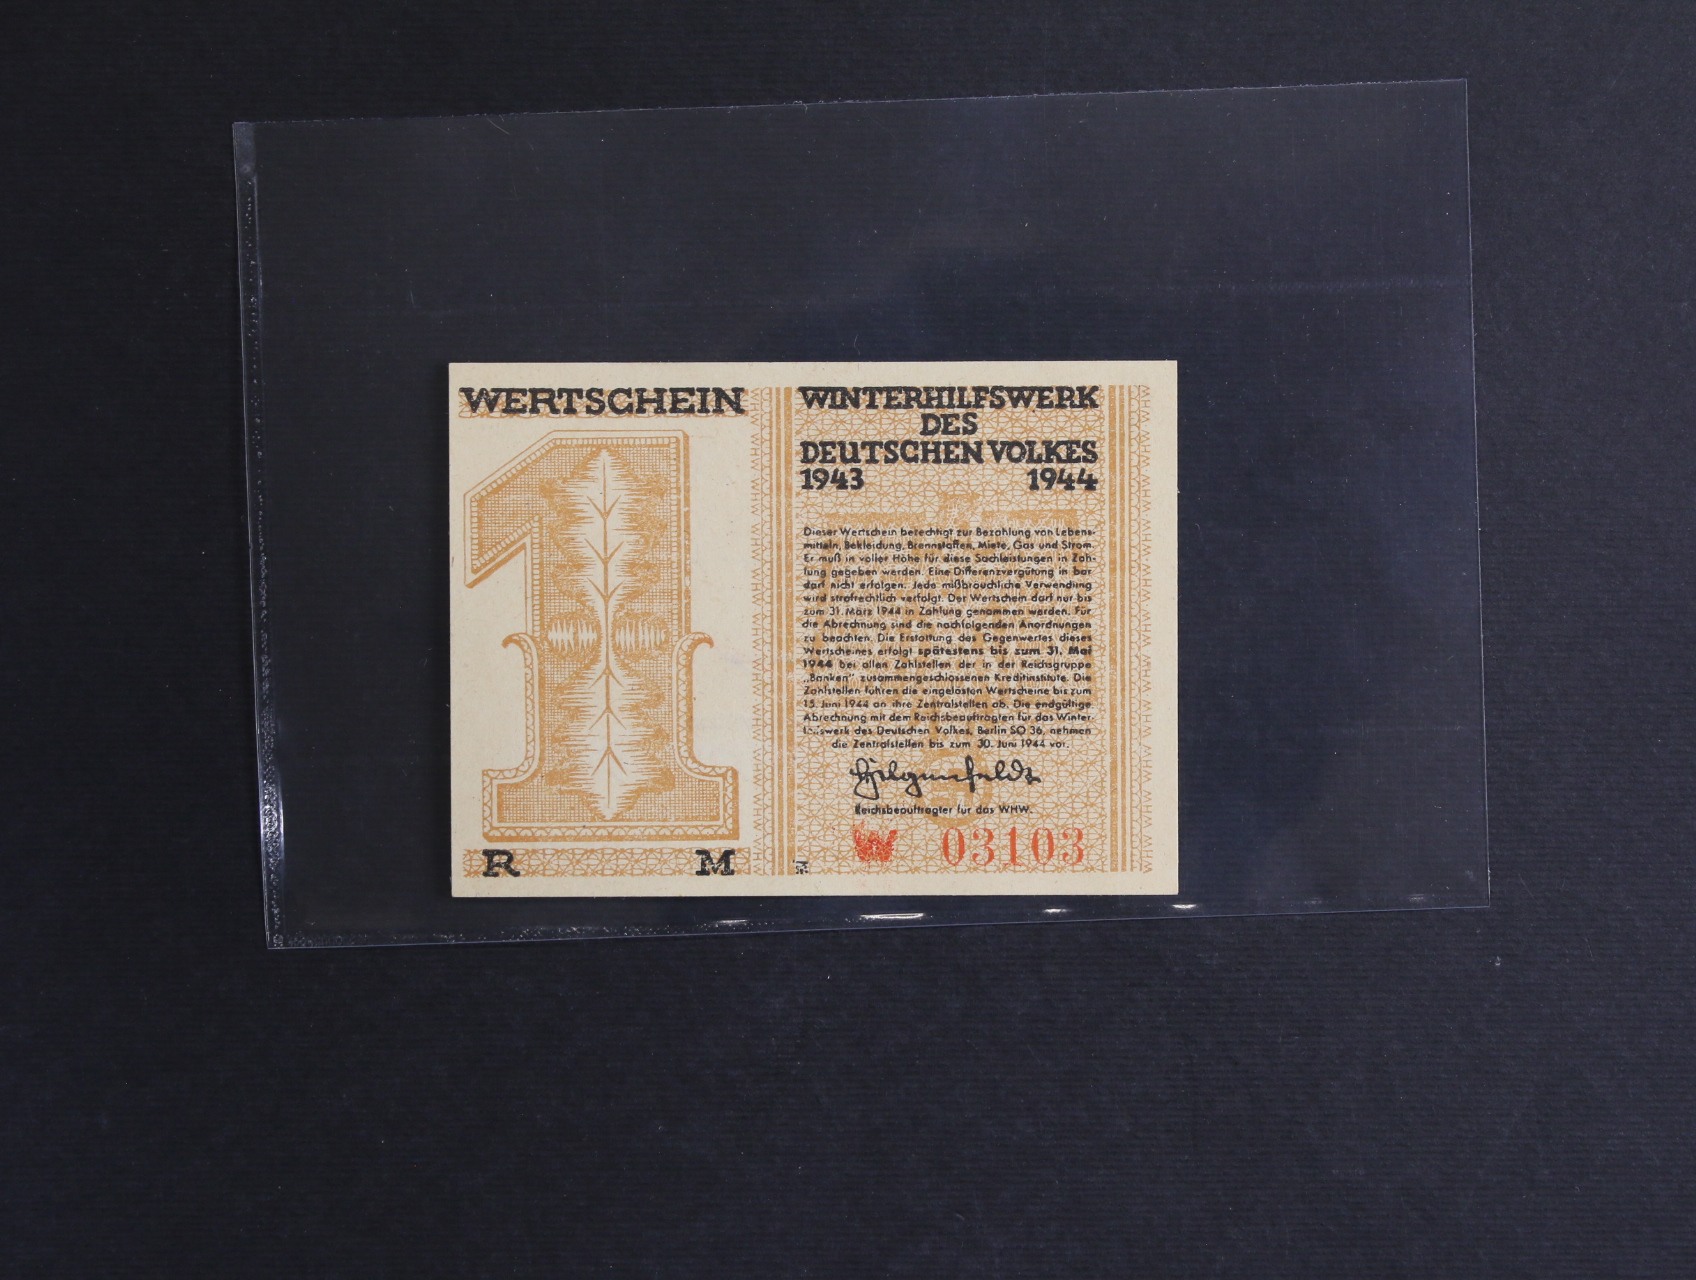 WERTSCHEIN
1
R M
WINTERHILFSWERK
DES
DEUTSCHEN VOLKES
1943 1944
Dieser Wertschein berechtigt zur Bezahlung von Lebens-
mitteln, Bekleidung, Brennstoffen, Miete, Gas und Strom.
Er muß in voller Höhe für diese Sachleistungen in Zah-
lung gegeben werden. Eine Differenzvergütung in bar
darf nicht erfolgen. Jede mißbräuchliche Verwendung
wird strafrechtlich verfolgt. Der Wertschein darf nur bis
zum 31. März 1944 in Zahlung genommen werden. Für
die Abrechnung sind die nachfolgenden Anordnungen
zu beachten. Die Erstattung des Gegenwertes dieses
Wertscheines erfolgt spätestens bis zum 31. Mai
1944 bei allen Zahlstellen der in der Reichsgruppe
„Banken" zusammengeschlossenen Kreditinstitute. Die
Zahlstellen führen die eingelösten Wertscheine bis zum
15. Juni 1944 an ihre Zentralstellen ab. Die endgültige
Abrechnung mit dem Reichsbeauftragten für das Winter-
hilfswerk des Deutschen Volkes, Berlin SO 36, nehmen
die Zentralstellen bis zum 30. Juni 1944 vor.
Hilgenfeldt
Reichsbeauftragter für das WHW.
W 03103